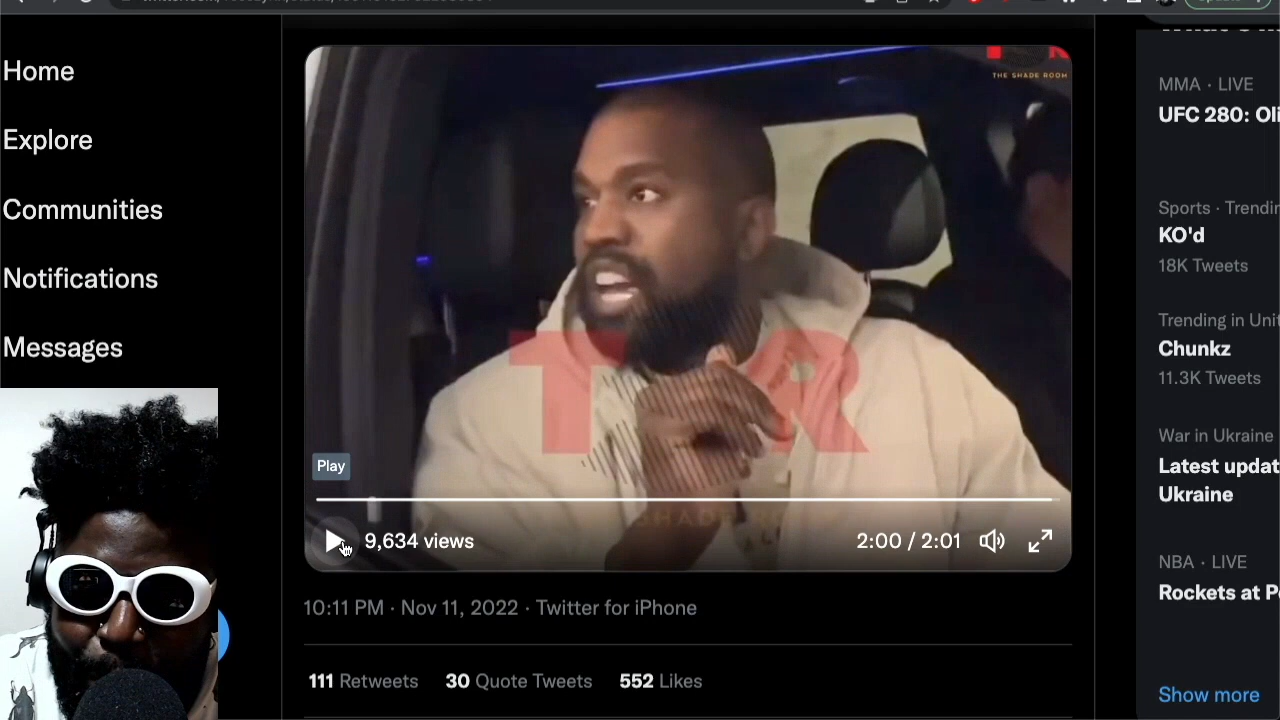 Home
Explore
Communities
Notifications
Messages
THE SHADE ROOM
T R
Play
9,634 views
2:00 / 2:01
10:11 PM · Nov 11, 2022 · Twitter for iPhone
111 Retweets 30 Quote Tweets 552 Likes
MMA · LIVE
UFC 280: Oli
Sports · Trendin
KO'd
18K Tweets
Trending in Unit
Chunkz
11.3K Tweets
War in Ukraine
Latest updat
Ukraine
NBA · LIVE
Rockets at Po
Show more